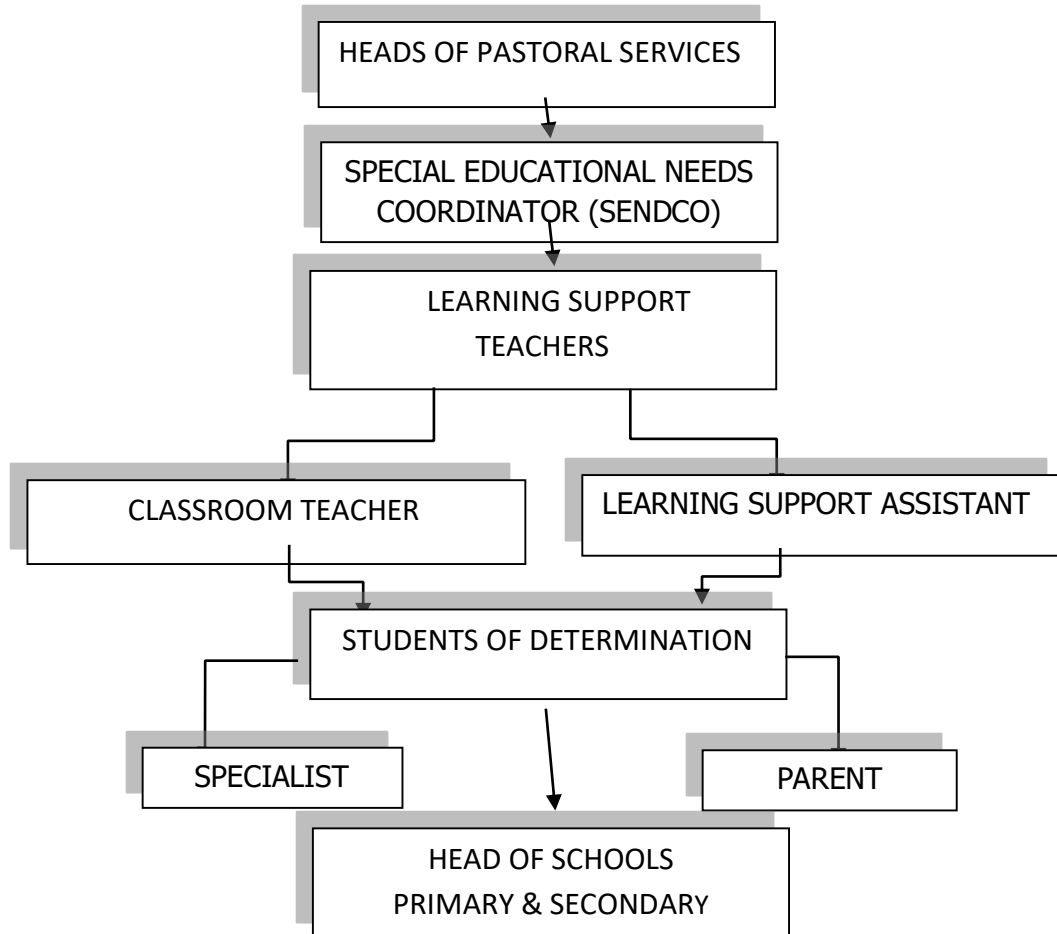 HEADS OF PASTORAL SERVICES
SPECIAL EDUCATIONAL NEEDS
COORDINATOR (SENDCO)
LEARNING SUPPORT
TEACHERS
CLASSROOM TEACHER
LEARNING SUPPORT ASSISTANT
STUDENTS OF DETERMINATION
SPECIALIST
PARENT
HEAD OF SCHOOLS
PRIMARY & SECONDARY